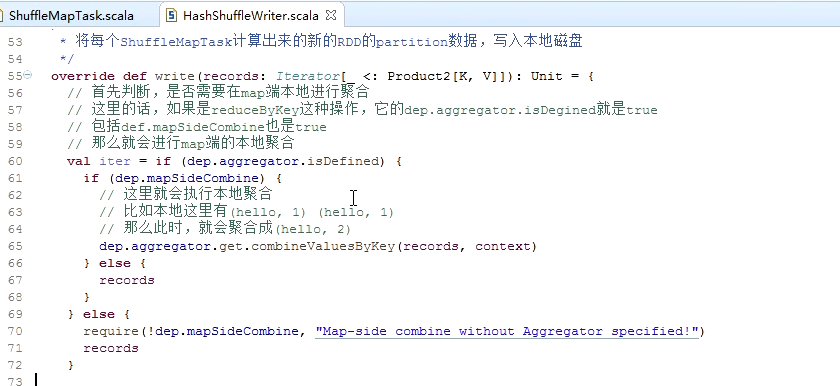 ShuffleMapTask.scala HashShuffleWriter.scala
53 * 将每个ShuffleMapTask计算出来的新的RDD的partition数据，写入本地磁盘
54 */
55 override def write(records: Iterator[_ <: Product2[K, V]]): Unit = {
56 // 首先判断，是否需要在map端本地进行聚合
57 // 这里的话，如果是reduceByKey这种操作，它的dep.aggregator.isDegined就是true
58 // 包括def.mapSideCombine也是true
59 // 那么就会进行map端的本地聚合
60 val iter = if (dep.aggregator.isDefined) {
61 if (dep.mapSideCombine) {
62 // 这里就会执行本地聚合
63 // 比如本地这里有(hello, 1) (hello, 1)
64 // 那么此时，就会聚合成(hello, 2)
65 dep.aggregator.get.combineValuesByKey(records, context)
66 } else {
67 records
68 }
69 } else {
70 require(!dep.mapSideCombine, "Map-side combine without Aggregator specified!")
71 records
72 }
73